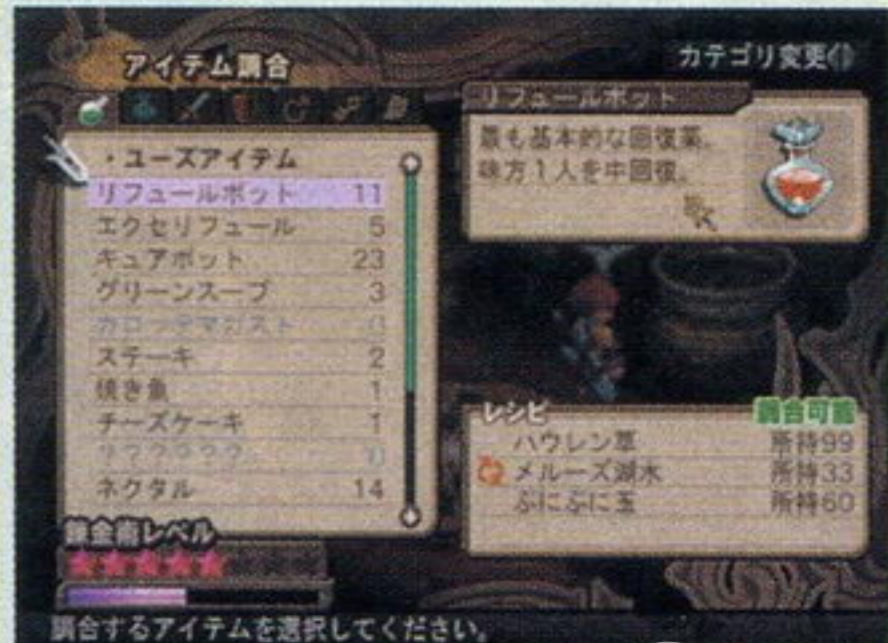 アイテム調合
カテゴリ変更
・ユーズアイテム
リフュールポット 11
エクセリフュール 5
キュアポット 23
グリーンスープ 3
ステーキ 2
焼き魚 1
チーズケーキ 1
??????? 0
ネクタル 14
錬金術レベル
リフュールポット
最も基本的な回復薬。
味方1人を中回復。
レシピ 調合可能
ハウレン草 所持99
メルーズ湖水 所持33
ぷにぷに玉 所持60
調合するアイテムを選択してください。